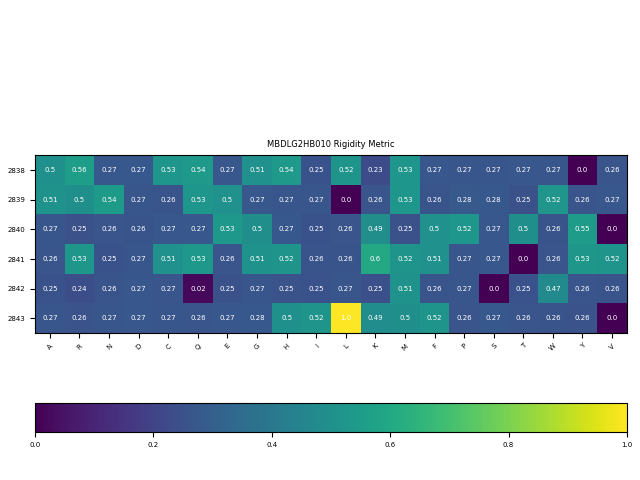 MBDLG2HB010 Rigidity Metric
2838 0.5 0.56 0.27 0.27 0.53 0.54 0.27 0.51 0.54 0.25 0.52 0.23 0.53 0.27 0.27 0.27 0.27 0.27 0.0 0.26
2839 0.51 0.5 0.54 0.27 0.26 0.53 0.5 0.27 0.27 0.27 0.0 0.26 0.53 0.26 0.28 0.28 0.25 0.52 0.26 0.27
2840 0.27 0.25 0.26 0.26 0.27 0.27 0.53 0.5 0.27 0.25 0.26 0.49 0.25 0.5 0.52 0.27 0.5 0.26 0.55 0.0
2841 0.26 0.53 0.25 0.27 0.51 0.53 0.26 0.51 0.52 0.26 0.26 0.6 0.52 0.51 0.27 0.27 0.0 0.26 0.53 0.52
2842 0.25 0.24 0.26 0.27 0.27 0.02 0.25 0.27 0.25 0.25 0.27 0.25 0.51 0.26 0.27 0.0 0.25 0.47 0.26 0.26
2843 0.27 0.26 0.27 0.27 0.27 0.26 0.27 0.28 0.5 0.52 1.0 0.49 0.5 0.52 0.26 0.27 0.26 0.26 0.26 0.0
A R N D C Q E G H I L K M F P S T W Y V
0.0 0.2 0.4 0.6 0.8 1.0